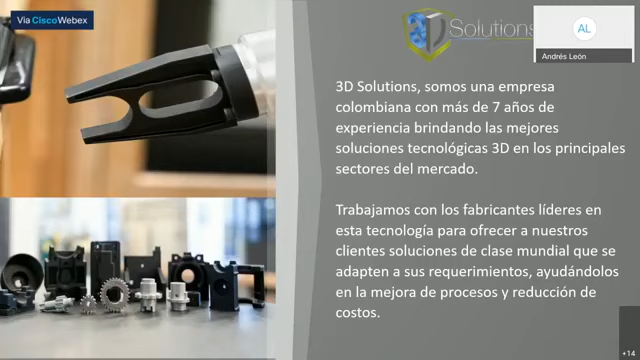 Via Cisco Webex
3D Solutions
AL
Andrés León
3D Solutions, somos una empresa
colombiana con más de 7 años de
experiencia brindando las mejores
soluciones tecnológicas 3D en los principales
sectores del mercado.
Trabajamos con los fabricantes líderes en
esta tecnología para ofrecer a nuestros
clientes soluciones de clase mundial que se
adapten a sus requerimientos, ayudándolos
en la mejora de procesos y reducción de
costos.
+14